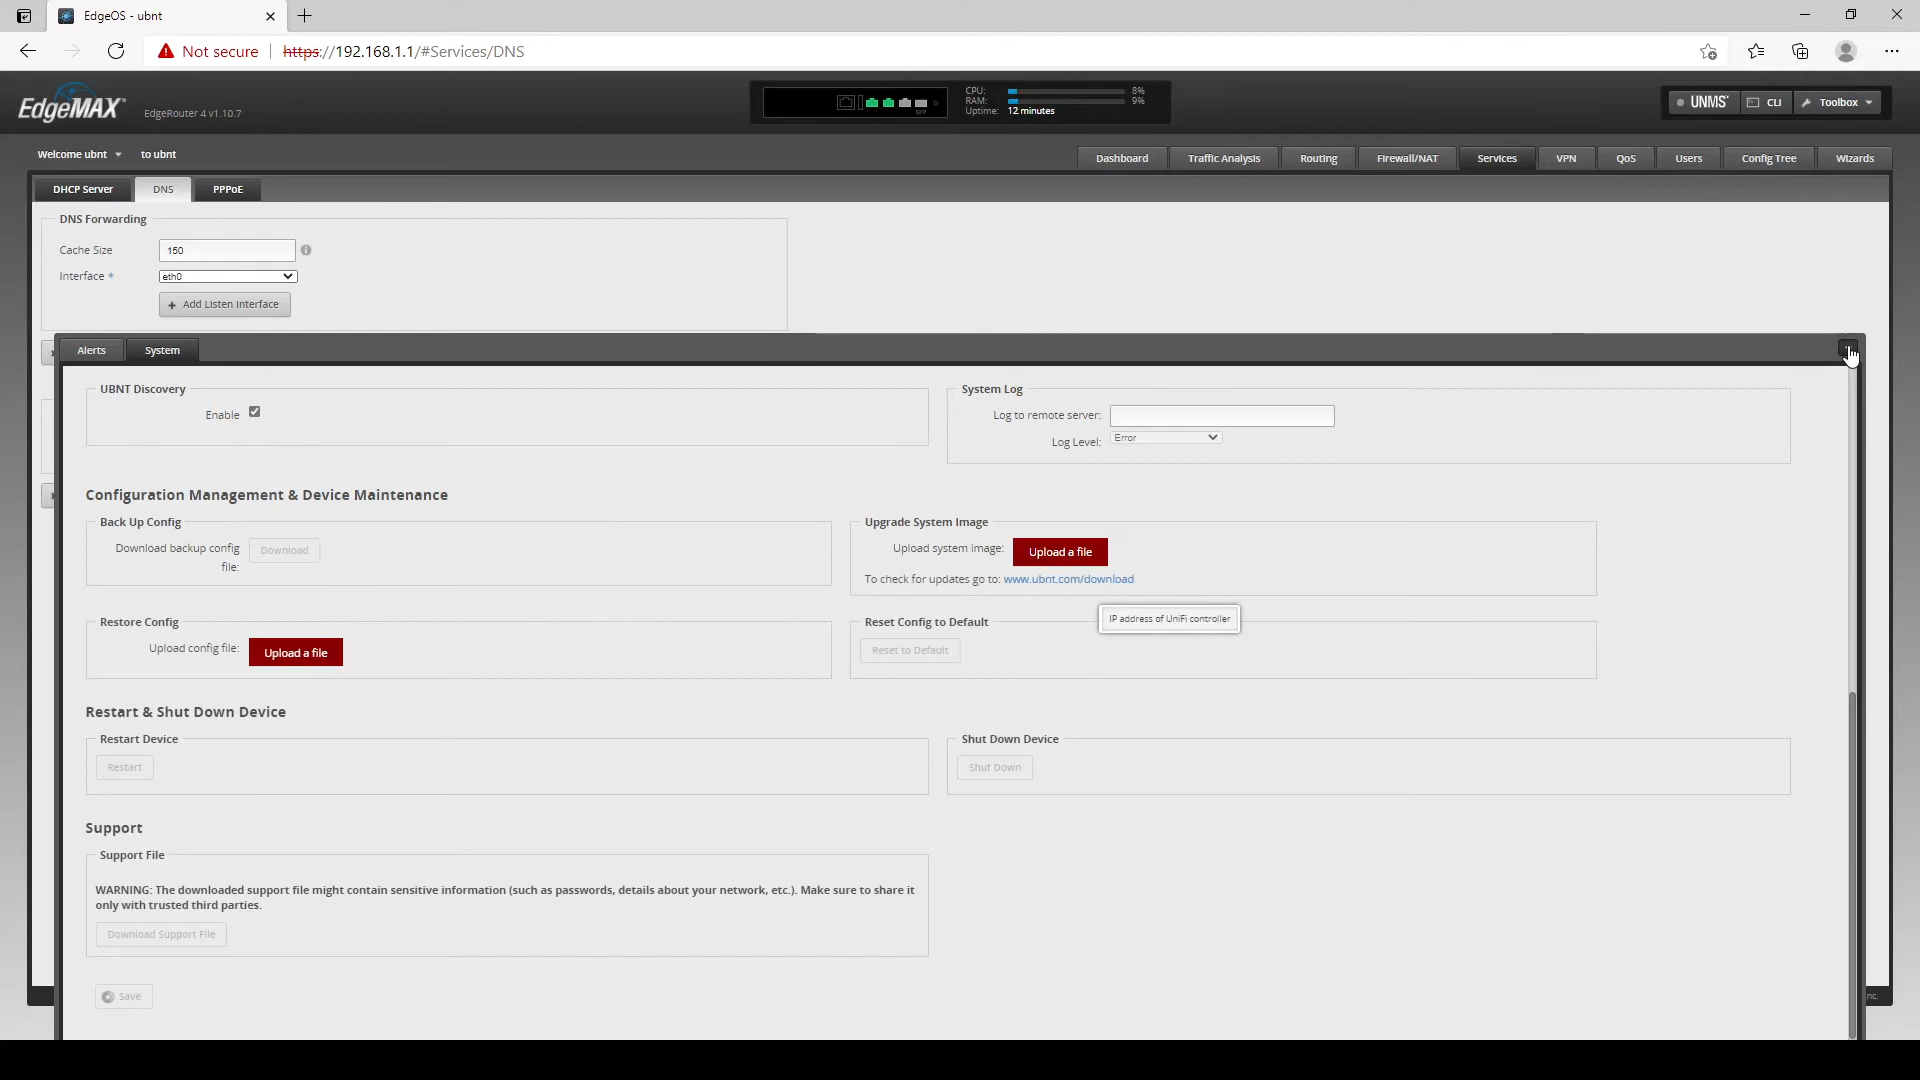 EdgeOS - ubnt
Not secure https://192.168.1.1/#Services/DNS
EdgeMAX EdgeRouter 4 v1.10.7
CPU: 8%
RAM: 9%
Uptime: 12 minutes
UNMS CLI Toolbox
Welcome ubnt to ubnt
Dashboard Traffic Analysis Routing Firewall/NAT Services VPN QoS Users Config Tree Wizards
DHCP Server DNS PPPoE
DNS Forwarding
Cache Size 150
Interface * eth0
+ Add Listen Interface
Alerts System
UBNT Discovery
Enable
System Log
Log to remote server:
Log Level: Error
Configuration Management & Device Maintenance
Back Up Config
Download backup config
file:
Download
Upgrade System Image
Upload system image: Upload a file
To check for updates go to: www.ubnt.com/download
IP address of UniFi controller
Restore Config
Upload config file: Upload a file
Reset Config to Default
Reset to Default
Restart & Shut Down Device
Restart Device
Restart
Shut Down Device
Shut Down
Support
Support File
WARNING: The downloaded support file might contain sensitive information (such as passwords, details about your network, etc.). Make sure to share it
only with trusted third parties.
Download Support File
Save
nc.